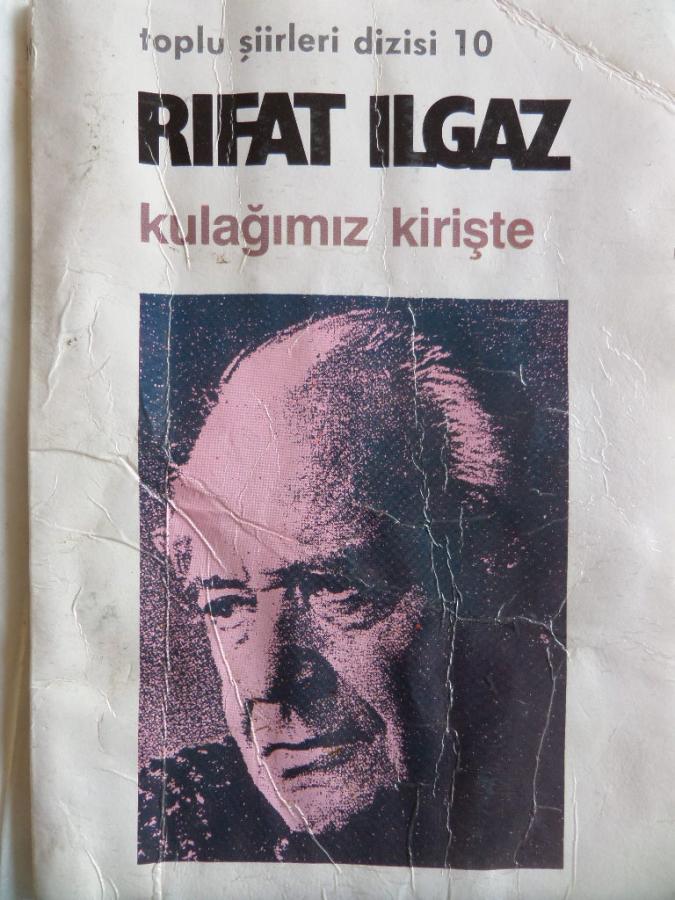 toplu şiirleri dizisi 10
RIFAT ILGAZ
kulağımız kirişte